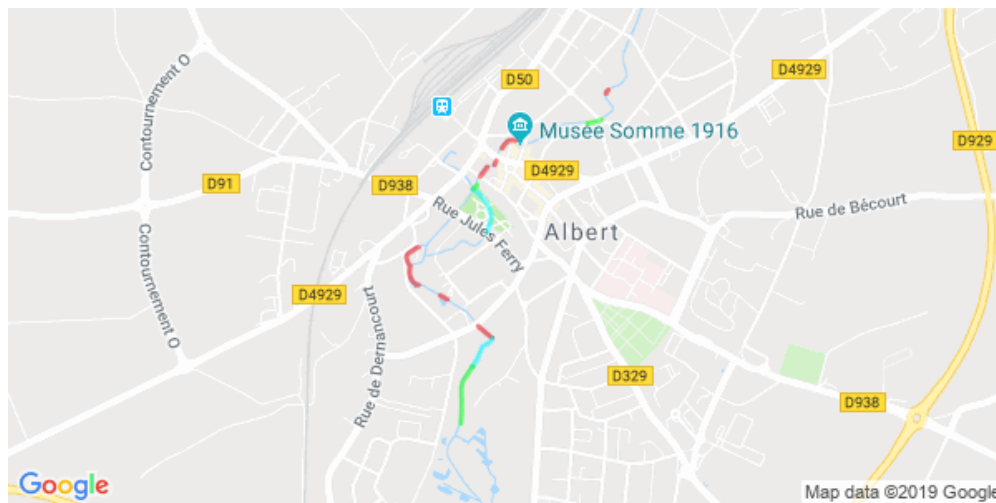 Contournement O
D50
D4929
Musée Somme 1916
D929
D4929
D91
D938
Rue de Bécourt
Rue Jules Ferry
Albert
Contournement O
D4929
Rue de Dernancourt
D329
D938
Google
Map data ©2019 Google